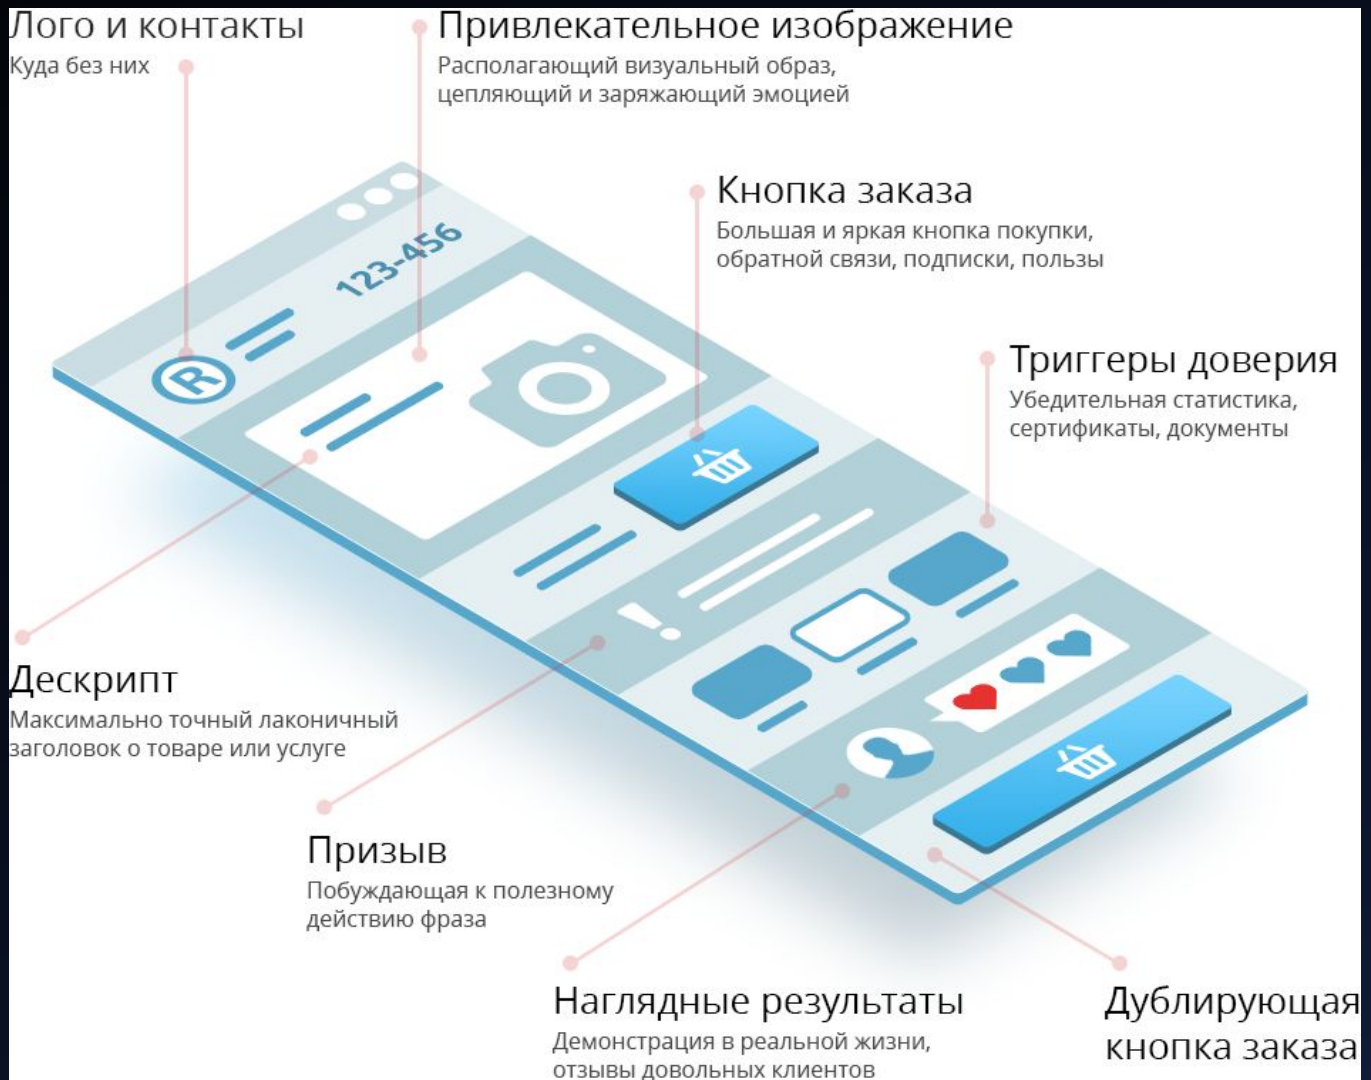 Лого и контакты
Куда без них
Привлекательное изображение
Располагающий визуальный образ,
цепляющий и заряжающий эмоцией
Кнопка заказа
Большая и яркая кнопка покупки,
обратной связи, подписки, пользы
123-456
R
Триггеры доверия
Убедительная статистика,
сертификаты, документы
!
Дескрипт
Максимально точный лаконичный
заголовок о товаре или услуге
Призыв
Побуждающая к полезному
действию фраза
Наглядные результаты
Демонстрация в реальной жизни,
отзывы довольных клиентов
Дублирующая
кнопка заказа